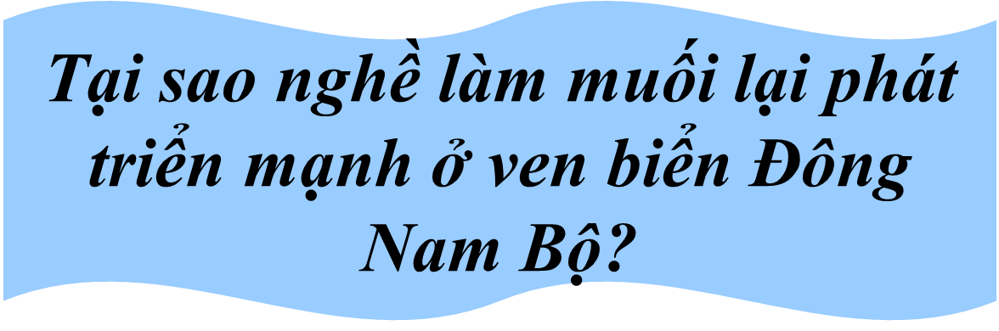 Tại sao nghề làm muối lại phát
triển mạnh ở ven biển Đông
Nam Bộ?